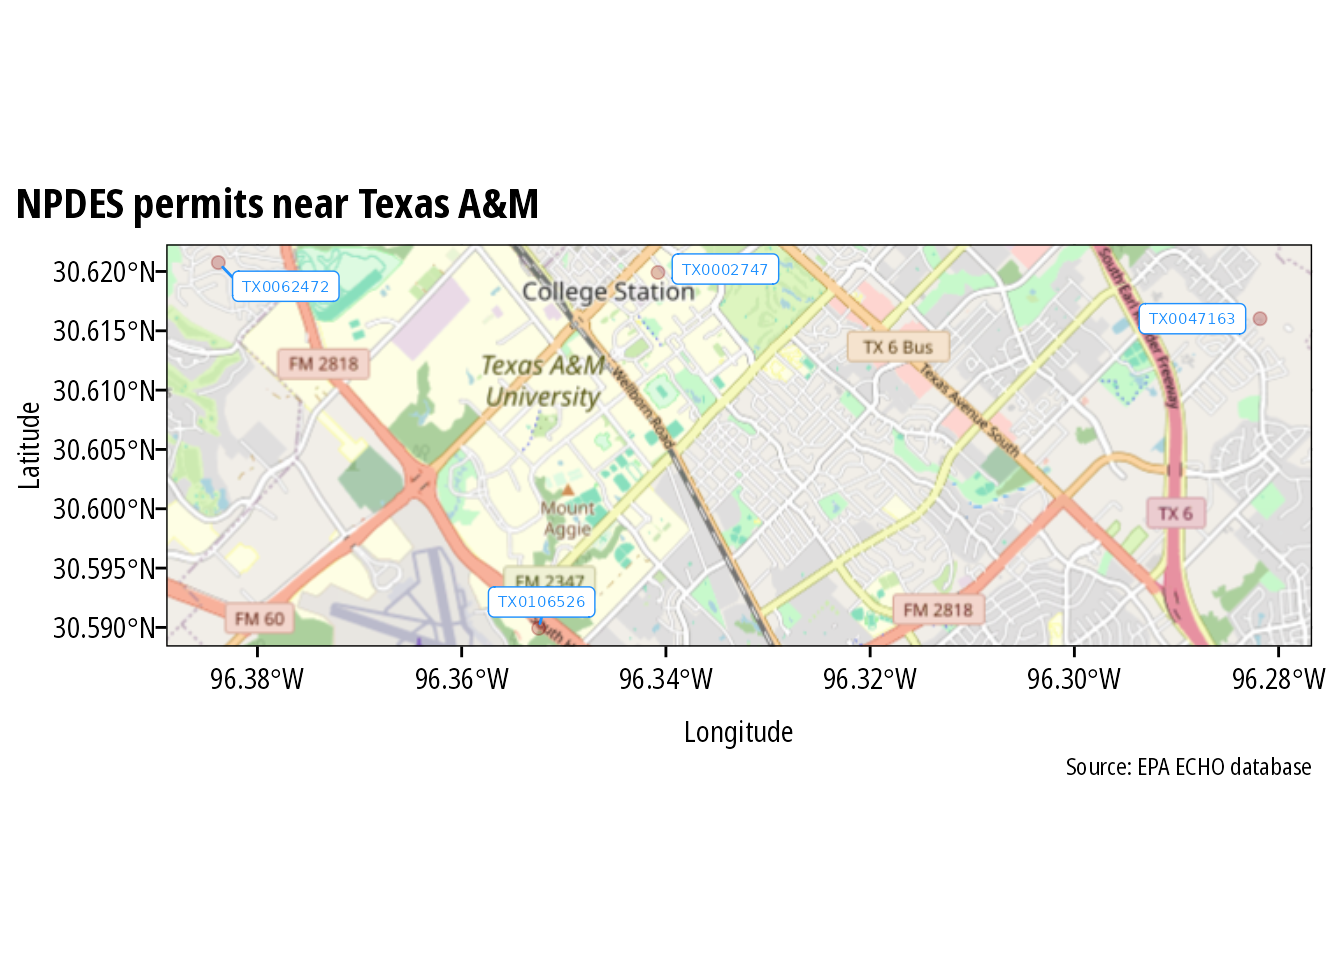 NPDES permits near Texas A&M
Latitude
30.620°N
30.615°N
30.610°N
30.605°N
30.600°N
30.595°N
30.590°N
TX0062472
TX0002747
College Station
TX0047163
South Earl
der Freeway
TX 6 Bus
FM 2818
Texas A&M
University
Wellborn Road
Texas Avenue South
Mount
Aggie
TX 6
FM 2347
TX0106526
FM 60
South
FM 2818
96.38°W
96.36°W
96.34°W
96.32°W
96.30°W
96.28°W
Longitude
Source: EPA ECHO database